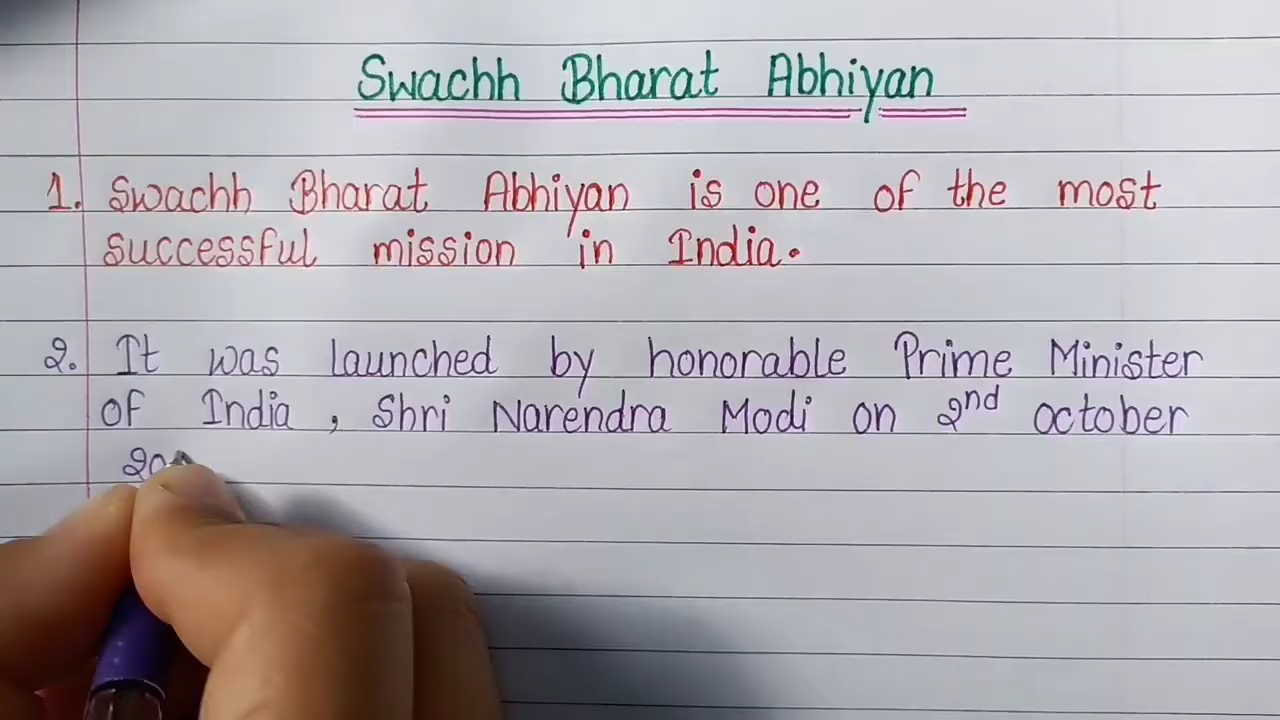 Swachh Bharat Abhiyan
1. Swachh Bharat Abhiyan is one of the most
successful mission in India.
2. It was launched by honorable Prime Minister
of India, Shri Narendra Modi on 2nd october